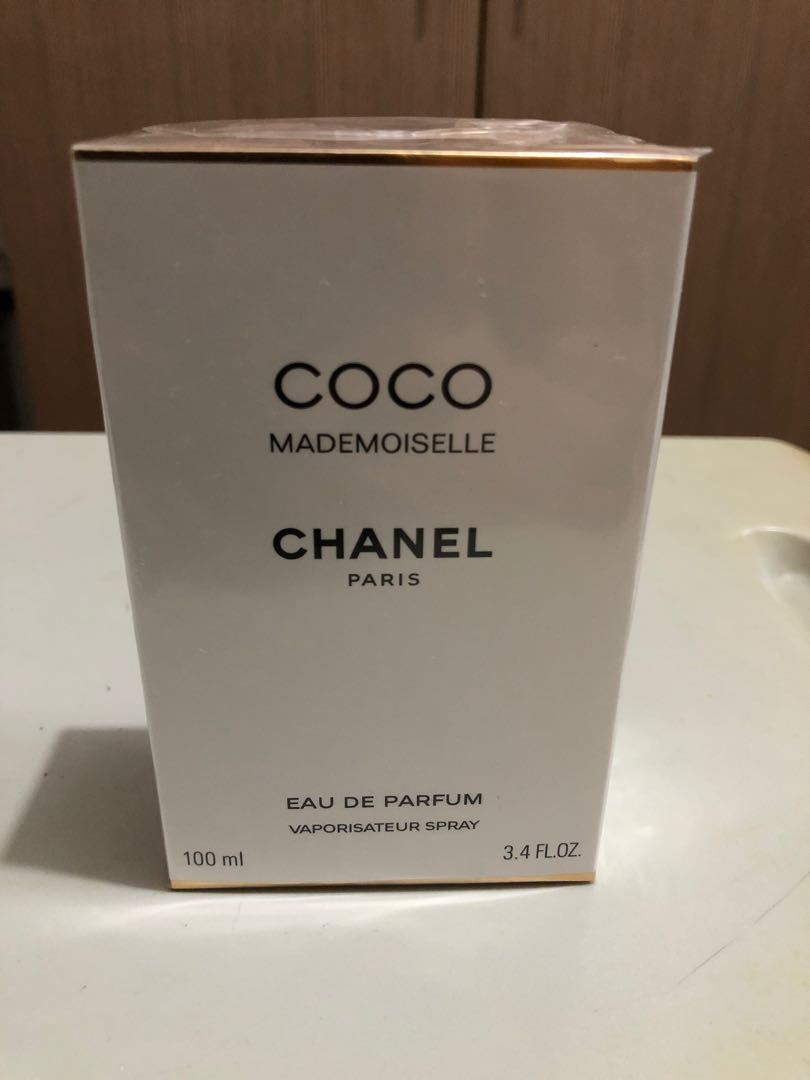 COCO
MADEMOISELLE
CHANEL
PARIS
EAU DE PARFUM
VAPORISATEUR SPRAY
100 ml 3.4 FL.OZ.